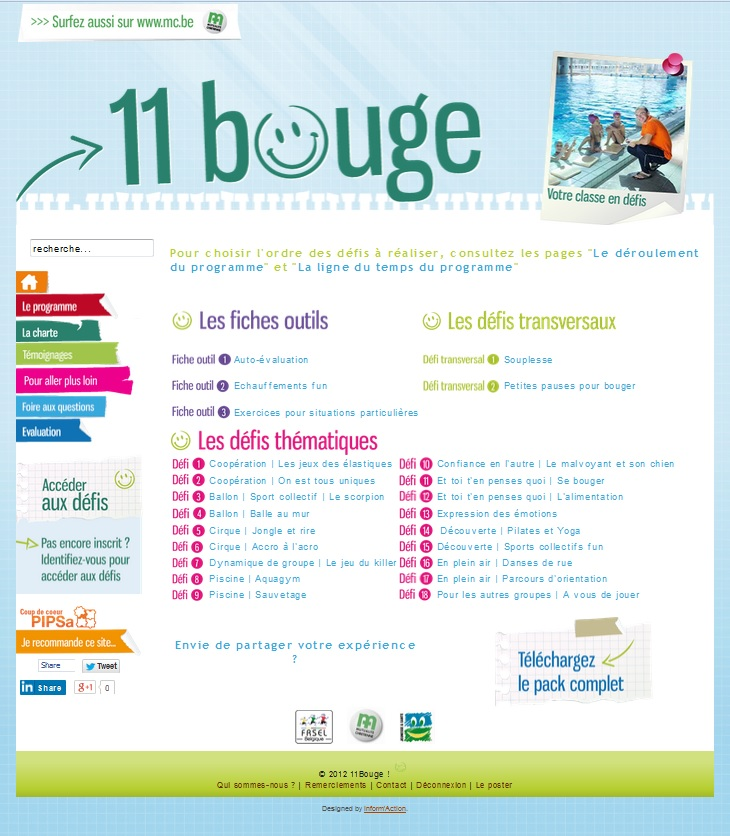 >>> Surfez aussi sur www.mc.be
11 bouge
Votre classe en défis
recherche...
Pour choisir l'ordre des défis à réaliser, consultez les pages "Le déroulement
du programme" et "La ligne du temps du programme"
Le programme
La charte
Témoignages
Pour aller plus loin
Foire aux questions
Evaluation
Accéder
aux défis
Pas encore inscrit ?
Identifiez-vous pour
accéder aux défis
Coup de coeur
PIPSa
Je recommande ce site...
Share
Tweet
in Share
g+1 0
Les fiches outils
Fiche outil 1 Auto-évaluation
Fiche outil 2 Echauffements fun
Fiche outil 3 Exercices pour situations particulières
Les défis transversaux
Défi transversal 1 Souplesse
Défi transversal 2 Petites pauses pour bouger
Les défis thématiques
Défi 1 Coopération | Les jeux des élastiques
Défi 2 Coopération | On est tous uniques
Défi 3 Ballon | Sport collectif | Le scorpion
Défi 4 Ballon | Balle au mur
Défi 5 Cirque | Jongle et rire
Défi 6 Cirque | Accro à l'acro
Défi 7 Dynamique de groupe | Le jeu du killer
Défi 8 Piscine | Aquagym
Défi 9 Piscine | Sauvetage
Défi 10 Confiance en l'autre | Le malvoyant et son chien
Défi 11 Et toi t'en penses quoi | Se bouger
Défi 12 Et toi t'en penses quoi | L'alimentation
Défi 13 Expression des émotions
Défi 14 Découverte | Pilates et Yoga
Défi 15 Découverte | Sports collectifs fun
Défi 16 En plein air | Danses de rue
Défi 17 En plein air | Parcours d'orientation
Défi 18 Pour les autres groupes | A vous de jouer
Envie de partager votre expérience
?
Téléchargez
le pack complet
FASEL
Belgique
© 2012 11Bouge !
Qui sommes-nous ? | Remerciements | Contact | Déconnexion | Le poster
Designed by Inform'Action.